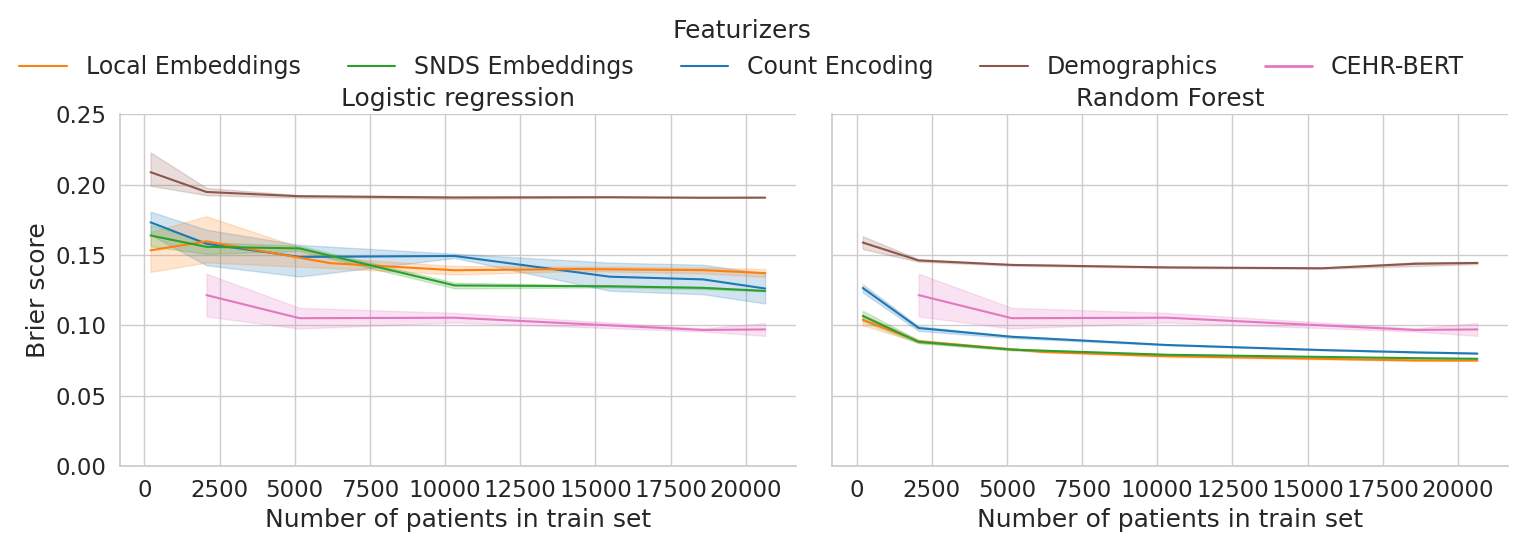 Featurizers
Local Embeddings SNDS Embeddings Count Encoding Demographics CEHR-BERT
Logistic regression Random Forest
0.25
0.20
0.15
0.10
0.05
0.00
Brier score
0 2500 5000 7500 10000 12500 15000 17500 20000 0 2500 5000 7500 10000 12500 15000 17500 20000
Number of patients in train set Number of patients in train set